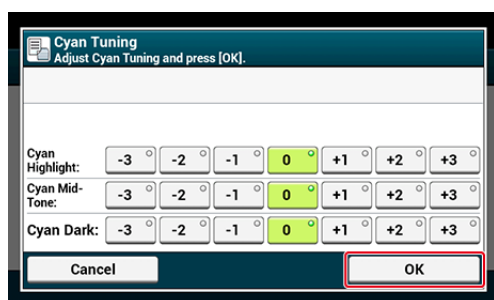 Cyan Tuning
Adjust Cyan Tuning and press [OK].
Cyan
Highlight:
-3 -2 -1 0 +1 +2 +3
Cyan Mid-
Tone:
-3 -2 -1 0 +1 +2 +3
Cyan Dark: -3 -2 -1 0 +1 +2 +3
Cancel OK